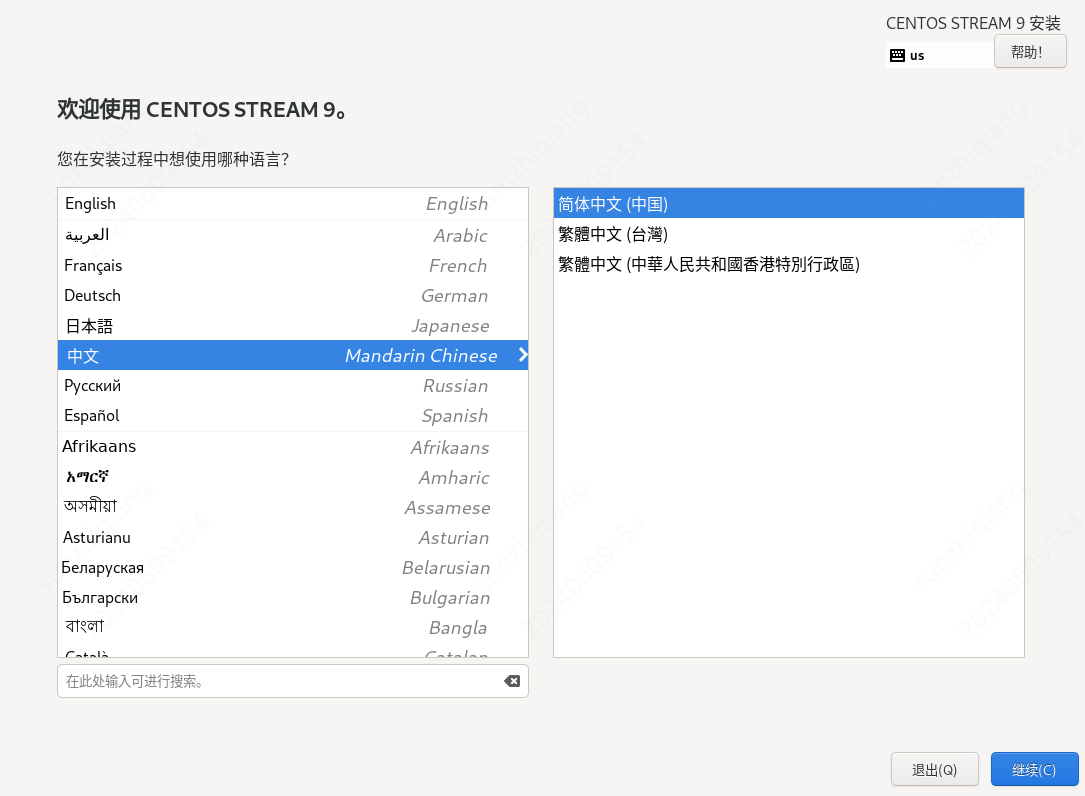 CENTOS STREAM 9 安装
us
帮助！
欢迎使用 CENTOS STREAM 9。
您在安装过程中想使用哪种语言？
English English
العربية Arabic
Français French
Deutsch German
日本語 Japanese
中文 Mandarin Chinese
Русский Russian
Español Spanish
Afrikaans Afrikaans
አማርኛ Amharic
অসমীয়া Assamese
Asturianu Asturian
Беларуская Belarusian
Български Bulgarian
বাংলা Bangla
Català Catalan
简体中文 (中国)
繁體中文 (台灣)
繁體中文 (中華人民共和國香港特別行政區)
在此处输入可进行搜索。
退出(Q)
继续(C)
sunzhiqiang
20240609154